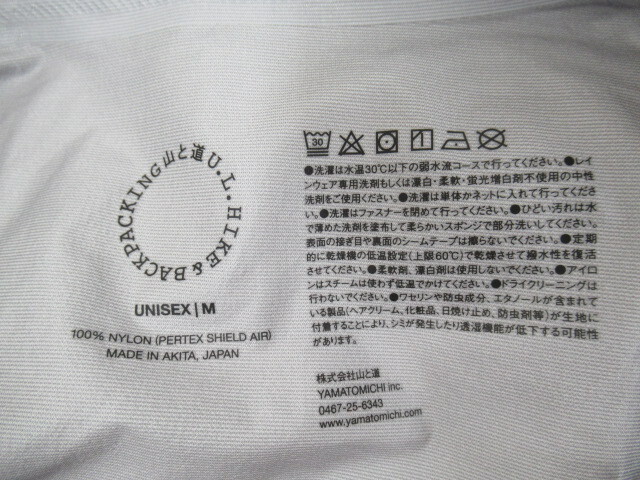 山と道 U.L. HIKE & BACKPACKING
UNISEX | M
100% NYLON (PERTEX SHIELD AIR)
MADE IN AKITA, JAPAN
30
●洗濯は水温30℃以下の弱水流コースで行ってください。●レイ
ンウェア専用洗剤もしくは漂白・柔軟・蛍光増白剤不使用の中性
洗剤をご使用ください。●洗濯は単体かネットに入れて行ってくださ
い。●洗濯はファスナーを閉めて行ってください。●ひどい汚れは水
で薄めた洗剤を塗布して柔らかいスポンジで部分洗いしてください。
表面の接ぎ目や裏面のシームテープは擦らないでください。●定期
的に乾燥機の低温設定(上限60℃)で乾燥させて撥水性を復活
させてください。●柔軟剤、漂白剤は使用しないでください。●アイロ
ンはスチームは使わず低温でかけてください。●ドライクリーニングは
行わないでください。●ワセリンや防虫成分、エタノールが含まれて
いる製品(ヘアクリーム、化粧品、日焼け止め、防虫剤等)が生地に
付着することにより、シミが発生したり透湿機能が低下する可能性
があります。
株式会社山と道
YAMATOMICHI inc.
0467-25-6343
www.yamatomichi.com